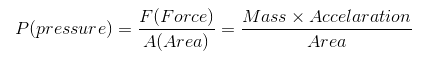 P(pressure) = F(Force) / A(Area) = Mass × Accelaration / Area